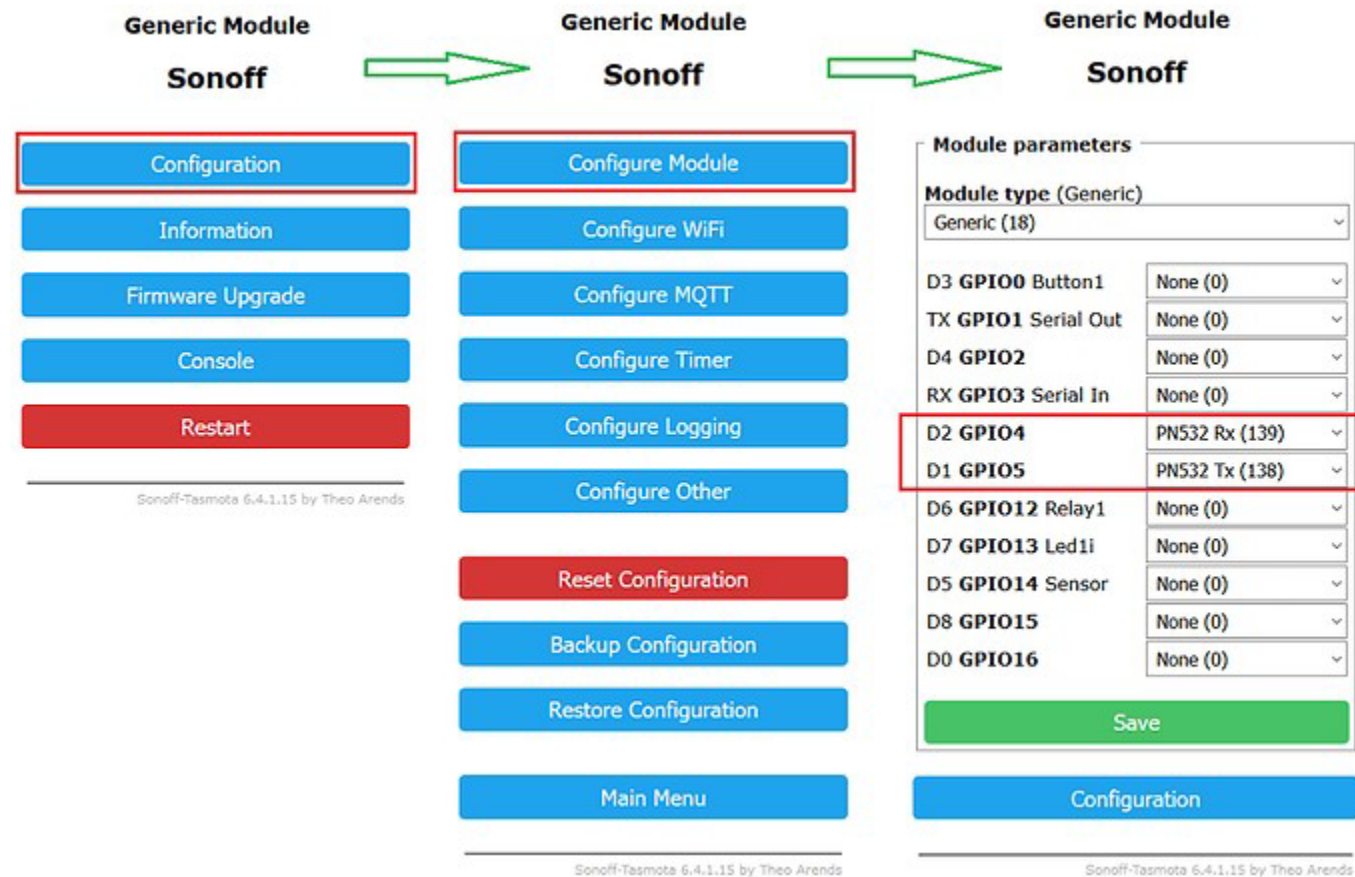 Generic Module
Sonoff
Configuration
Information
Firmware Upgrade
Console
Restart
Sonoff-Tasmota 6.4.1.15 by Theo Arends
Generic Module
Sonoff
Configure Module
Configure WiFi
Configure MQTT
Configure Timer
Configure Logging
Configure Other
Reset Configuration
Backup Configuration
Restore Configuration
Main Menu
Sonoff-Tasmota 6.4.1.15 by Theo Arends
Generic Module
Sonoff
Module parameters
Module type (Generic)
Generic (18)
D3 GPIO0 Button1 None (0)
TX GPIO1 Serial Out None (0)
D4 GPIO2 None (0)
RX GPIO3 Serial In None (0)
D2 GPIO4 PN532 Rx (139)
D1 GPIO5 PN532 Tx (138)
D6 GPIO12 Relay1 None (0)
D7 GPIO13 Led1i None (0)
D5 GPIO14 Sensor None (0)
D8 GPIO15 None (0)
D0 GPIO16 None (0)
Save
Configuration
Sonoff-Tasmota 6.4.1.15 by Theo Arends